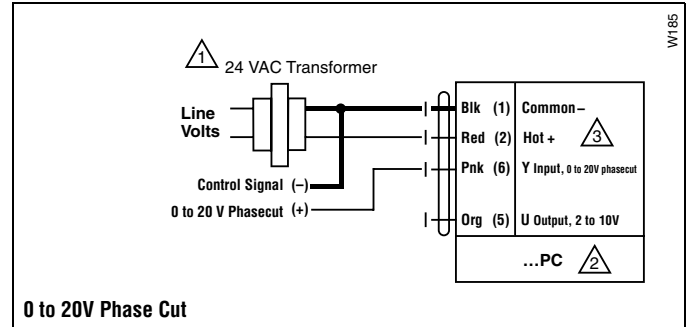 W185
1
24 VAC Transformer
Line
Volts
Blk (1) Common –
Red (2) Hot + 3
Pnk (6) Y Input, 0 to 20V phasecut
Control Signal (–)
0 to 20 V Phasecut (+)
Org (5) U Output, 2 to 10V
...PC 2
0 to 20V Phase Cut